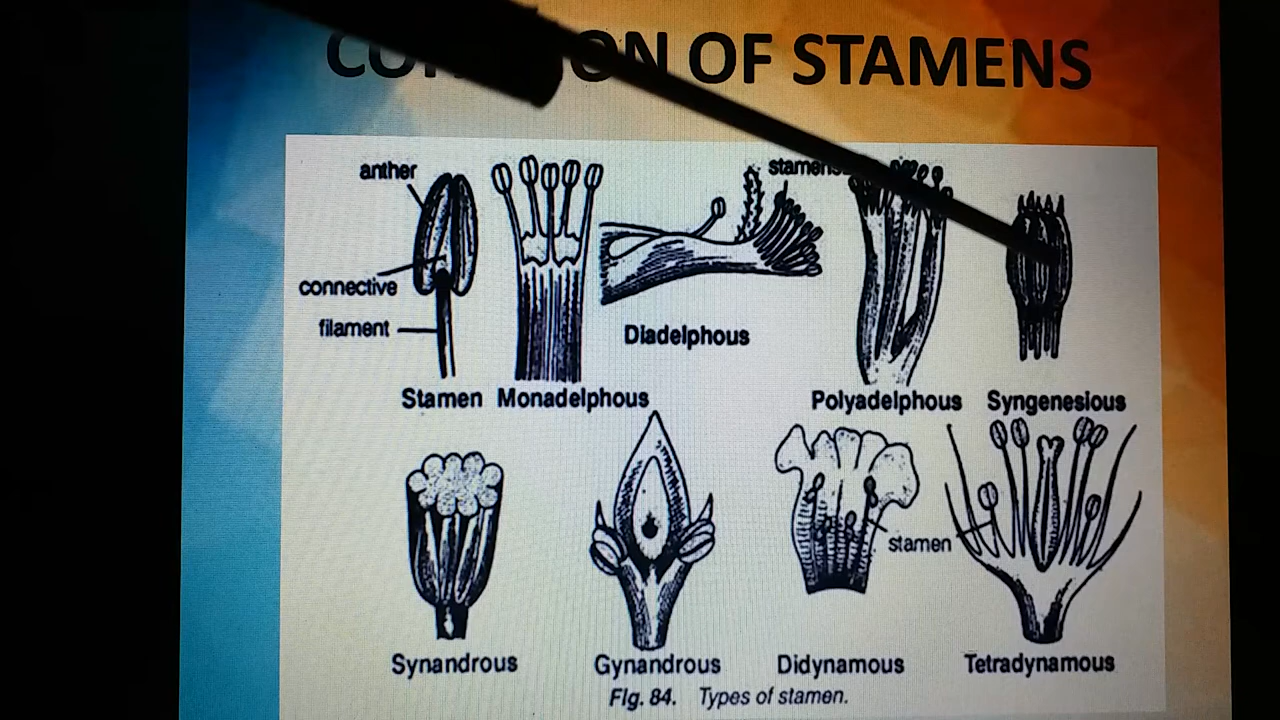 OF STAMENS
anther
stamens
connective
filament
Diadelphous
Stamen Monadelphous Polyadelphous Syngenesious
stamen
Synandrous Gynandrous Didynamous Tetradynamous
Fig. 84. Types of stamen.